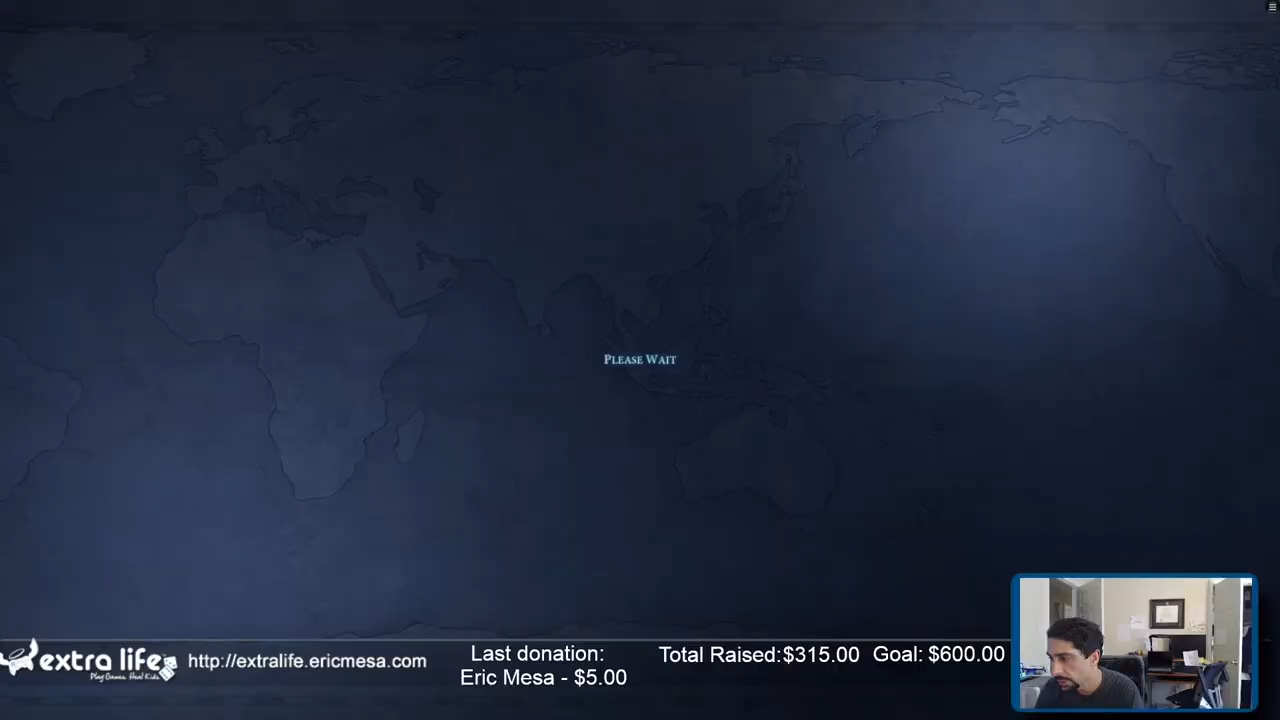 Please Wait
extra life
Play Games. Heal Kids.
http://extralife.ericmesa.com
Last donation:
Eric Mesa - $5.00
Total Raised:$315.00
Goal: $600.00